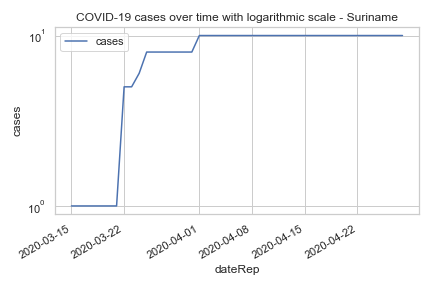 COVID-19 cases over time with logarithmic scale - Suriname
10¹
cases
cases
10⁰
2020-03-15
2020-03-22
2020-04-01
2020-04-08
2020-04-15
2020-04-22
dateRep